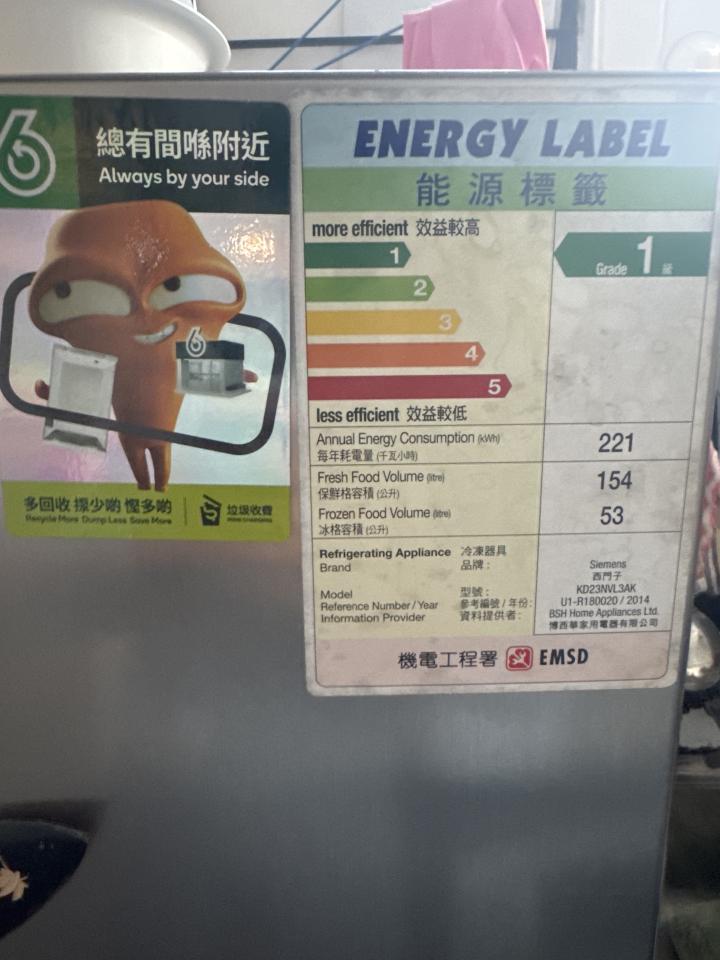 總有間喺附近
Always by your side
6
多回收 掉少啲 慳多啲
Recycle More Dump Less Save More
垃圾收費
ENERGY LABEL
能源標籤
more efficient 效益較高
1
2
3
4
5
less efficient 效益較低
Grade 1 級
Annual Energy Consumption (kWh)
每年耗電量 (千瓦小時)
221
Fresh Food Volume (litre)
保鮮格容積 (公升)
154
Frozen Food Volume (litre)
冰格容積 (公升)
53
Refrigerating Appliance 冷凍器具
Brand 品牌：
Siemens
西門子
Model 型號：
KD23NVL3AK
Reference Number / Year 參考編號 / 年份：
U1-R180020 / 2014
Information Provider 資料提供者：
BSH Home Appliances Ltd.
博西華家用電器有限公司
機電工程署 EMSD